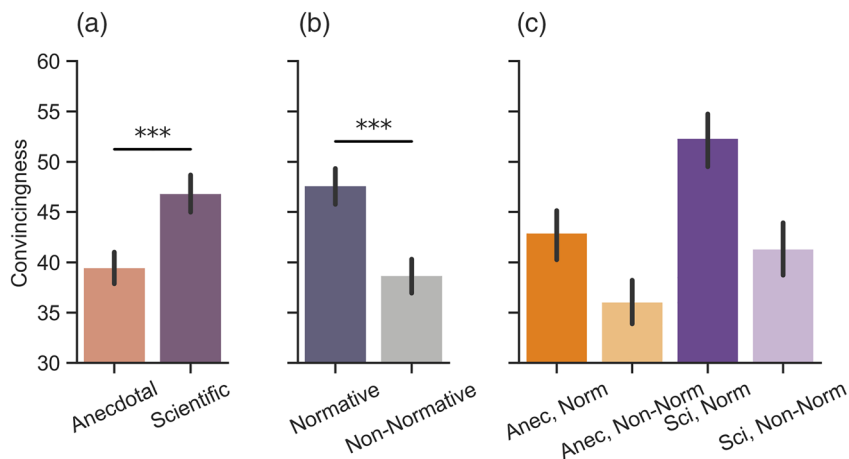 (a)
(b)
(c)
Convincingness
60
55
50
45
40
35
30
***
***
Anecdotal
Scientific
Normative
Non-Normative
Anec, Norm
Anec, Non-Norm
Sci, Norm
Sci, Non-Norm